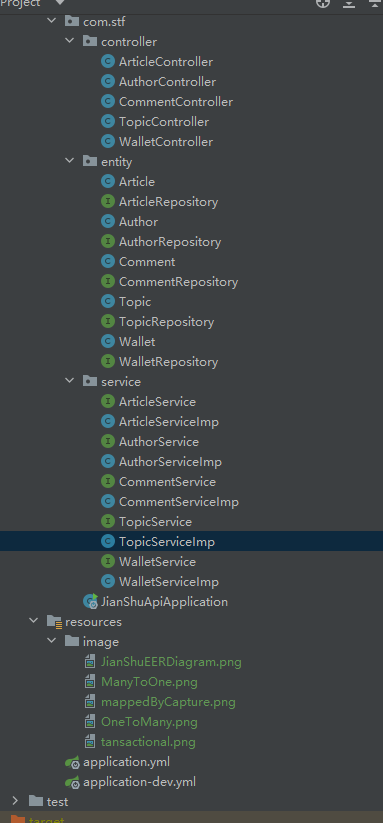 Project
com.stf
controller
ArticleController
AuthorController
CommentController
TopicController
WalletController
entity
Article
ArticleRepository
Author
AuthorRepository
Comment
CommentRepository
Topic
TopicRepository
Wallet
WalletRepository
service
ArticleService
ArticleServiceImp
AuthorService
AuthorServiceImp
CommentService
CommentServiceImp
TopicService
TopicServiceImp
WalletService
WalletServiceImp
JianShuApiApplication
resources
image
JianShuEERDiagram.png
ManyToOne.png
mappedByCapture.png
OneToMany.png
tansactional.png
application.yml
application-dev.yml
test
target